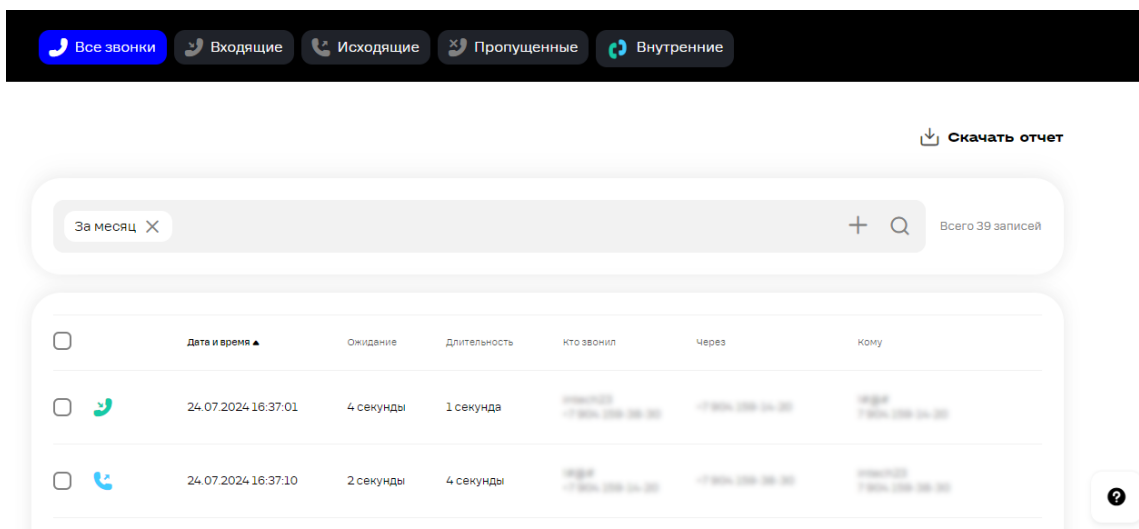 Все звонки Входящие Исходящие Пропущенные Внутренние
Скачать отчет
За месяц Всего 39 записей
Дата и время Ожидание Длительность Кто звонил Через Кому
24.07.2024 16:37:01 4 секунды 1 секунда
24.07.2024 16:37:10 2 секунды 4 секунды